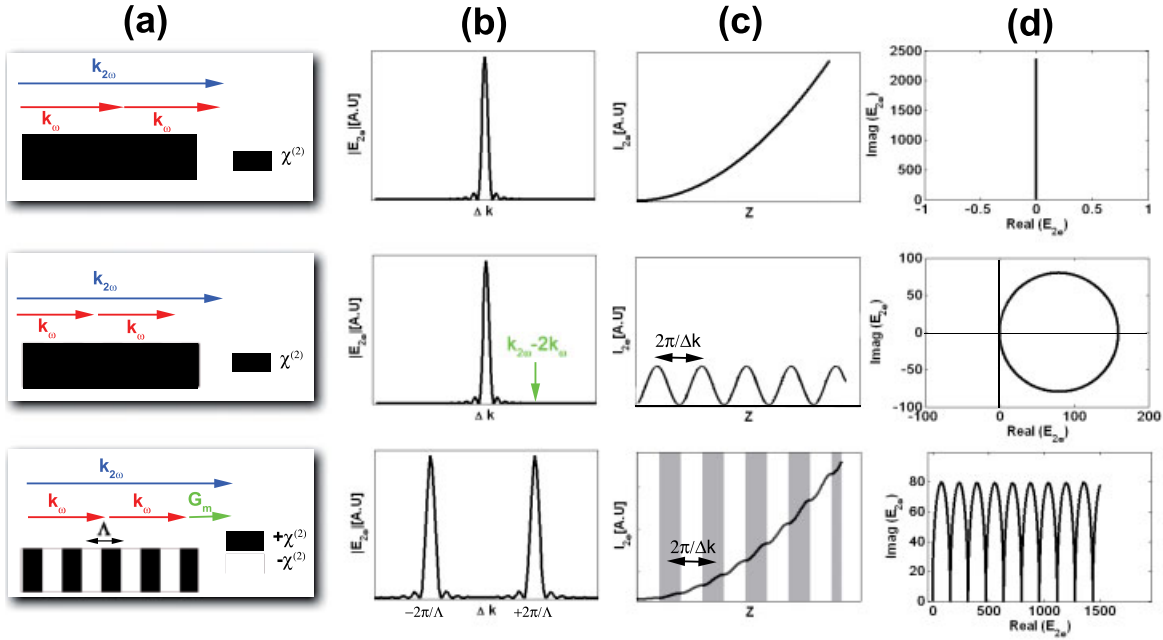 (a) (b) (c) (d)
k2ω
kω kω
χ(2)
|E2ω|[A.U]
Δ k
I2ω[A.U]
Z
Imag (E2ω)
2500
2000
1500
1000
500
0
-1 -0.5 0 0.5 1
Real (E2ω)
k2ω
kω kω
χ(2)
|E2ω|[A.U]
k2ω-2kω
Δ k
I2ω[A.U]
2π/Δk
Z
Imag (E2ω)
100
50
0
-50
-100
-100 0 100 200
Real (E2ω)
k2ω
kω kω Gm
Λ
+χ(2)
-χ(2)
|E2ω|[A.U]
−2π/Λ Δ k +2π/Λ
I2ω[A.U]
2π/Δk
Z
Imag (E2ω)
80
60
40
20
0
0 500 1000 1500
Real (E2ω)